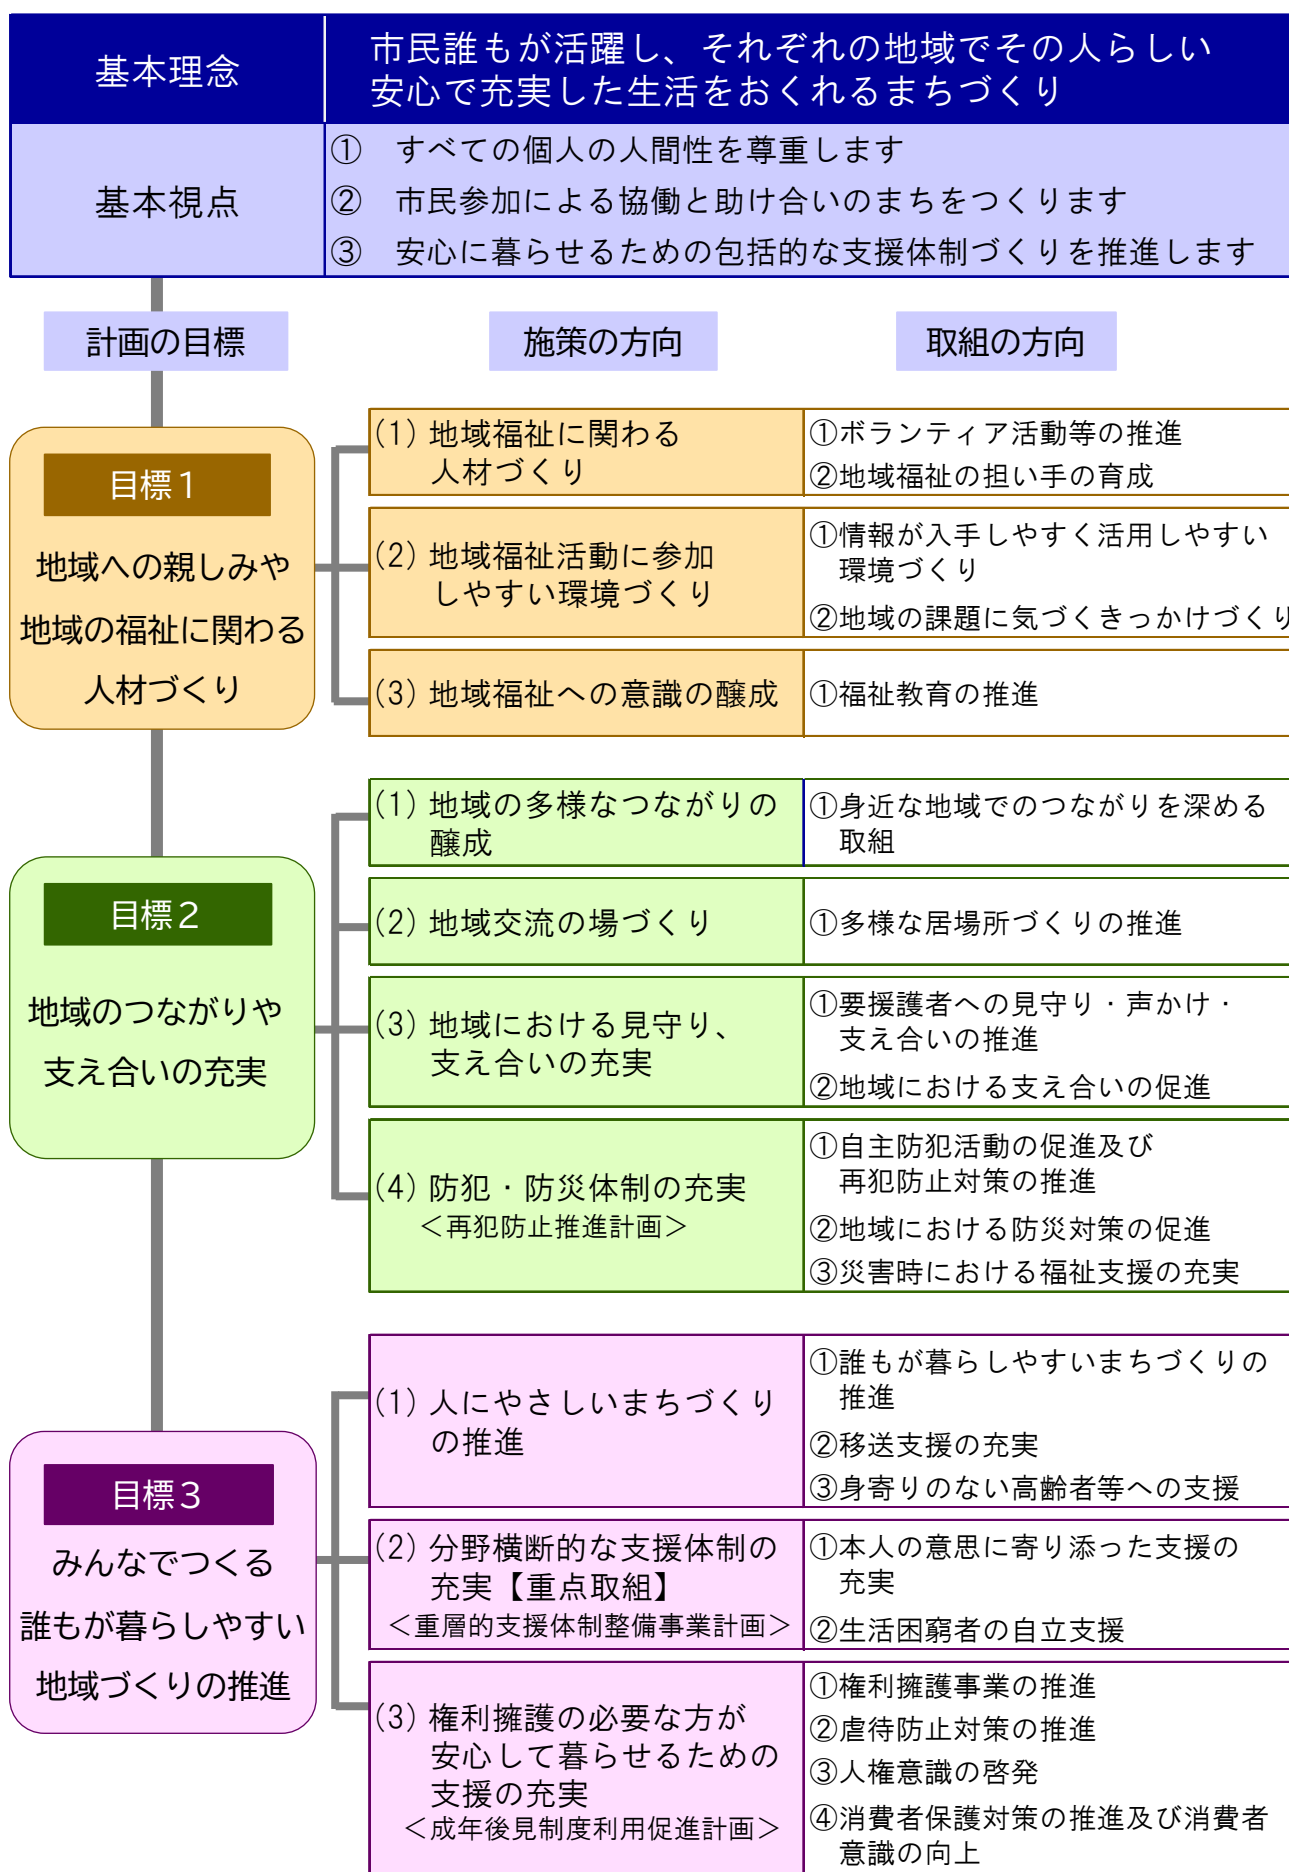 基本理念
市民誰もが活躍し、それぞれの地域でその人らしい
安心で充実した生活をおくれるまちづくり
基本視点
① すべての個人の人間性を尊重します
② 市民参加による協働と助け合いのまちをつくります
③ 安心に暮らせるための包括的な支援体制づくりを推進します
計画の目標
施策の方向
取組の方向
目標１
地域への親しみや
地域の福祉に関わる
人材づくり
(1) 地域福祉に関わる
人材づくり
①ボランティア活動等の推進
②地域福祉の担い手の育成
(2) 地域福祉活動に参加
しやすい環境づくり
①情報が入手しやすく活用しやすい
環境づくり
②地域の課題に気づくきっかけづくり
(3) 地域福祉への意識の醸成
①福祉教育の推進
目標２
地域のつながりや
支え合いの充実
(1) 地域の多様なつながりの
醸成
①身近な地域でのつながりを深める
取組
(2) 地域交流の場づくり
①多様な居場所づくりの推進
(3) 地域における見守り、
支え合いの充実
①要援護者への見守り・声かけ・
支え合いの推進
②地域における支え合いの促進
(4) 防犯・防災体制の充実
＜再犯防止推進計画＞
①自主防犯活動の促進及び
再犯防止対策の推進
②地域における防災対策の促進
③災害時における福祉支援の充実
目標３
みんなでつくる
誰もが暮らしやすい
地域づくりの推進
(1) 人にやさしいまちづくり
の推進
①誰もが暮らしやすいまちづくりの
推進
②移送支援の充実
③身寄りのない高齢者等への支援
(2) 分野横断的な支援体制の
充実【重点取組】
＜重層的支援体制整備事業計画＞
①本人の意思に寄り添った支援の
充実
②生活困窮者の自立支援
(3) 権利擁護の必要な方が
安心して暮らせるための
支援の充実
＜成年後見制度利用促進計画＞
①権利擁護事業の推進
②虐待防止対策の推進
③人権意識の啓発
④消費者保護対策の推進及び消費者
意識の向上